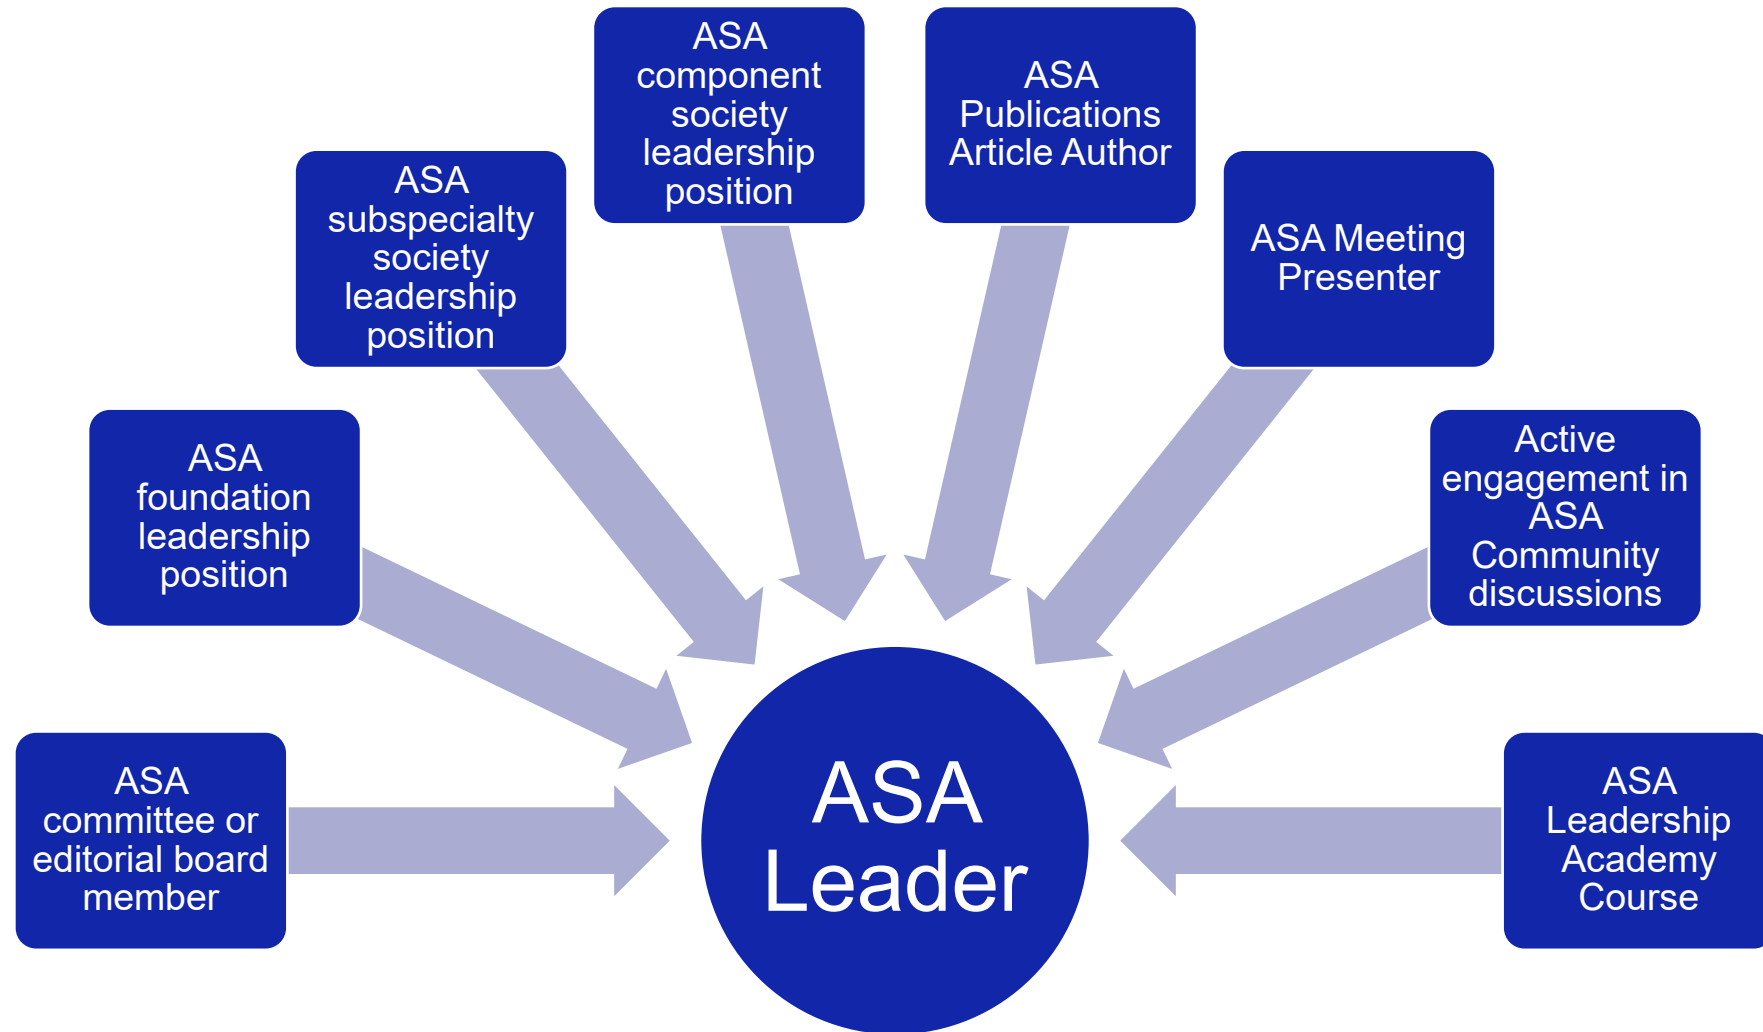 ASA
component
society
leadership
position
ASA
Publications
Article Author
ASA
subspecialty
society
leadership
position
ASA Meeting
Presenter
ASA
foundation
leadership
position
Active
engagement in
ASA
Community
discussions
ASA
committee or
editorial board
member
ASA
Leader
ASA
Leadership
Academy
Course